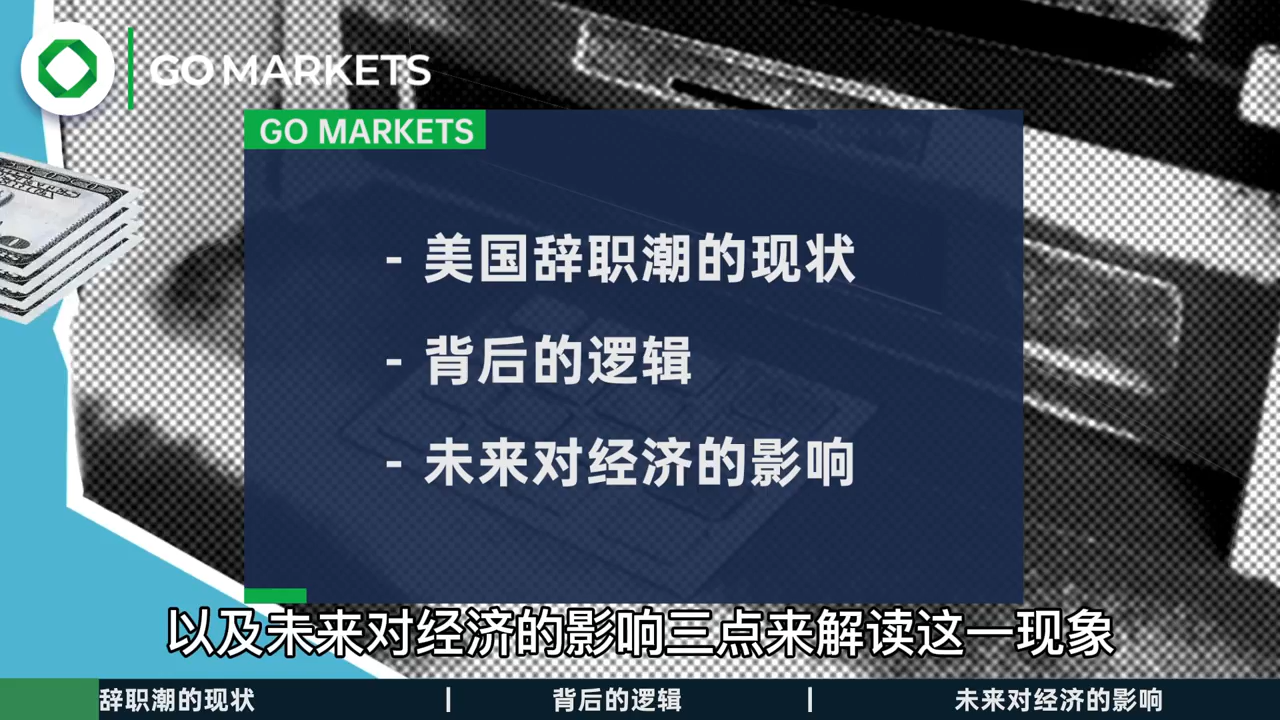 GO MARKETS
GO MARKETS
- 美国辞职潮的现状
- 背后的逻辑
- 未来对经济的影响
以及未来对经济的影响三点来解读这一现象
辞职潮的现状 | 背后的逻辑 | 未来对经济的影响